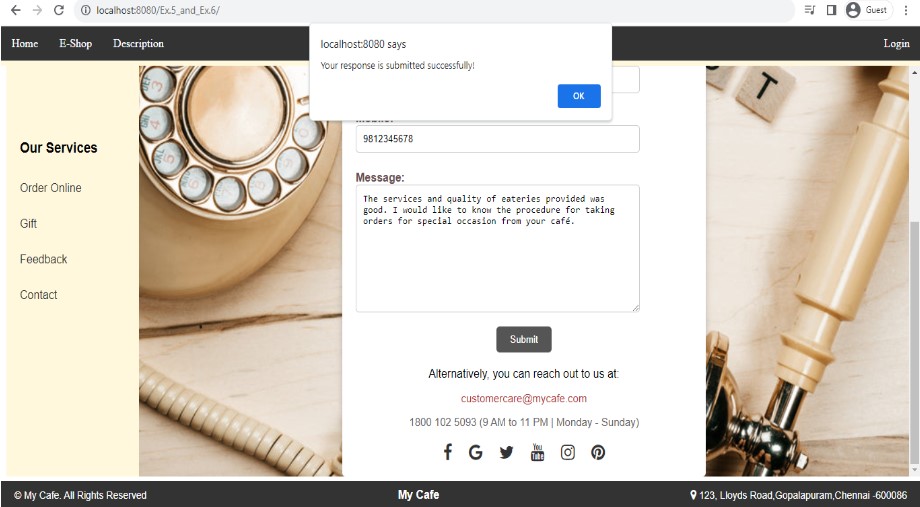 localhost:8080/Ex.5_and_Ex.6/
Guest
Home E-Shop Description Login
localhost:8080 says
Your response is submitted successfully!
OK
T
Our Services
Order Online
Gift
Feedback
Contact
Mobile:
9812345678
Message:
The services and quality of eateries provided was
good. I would like to know the procedure for taking
orders for special occasion from your café.
Submit
Alternatively, you can reach out to us at:
customercare@mycafe.com
1800 102 5093 (9 AM to 11 PM | Monday - Sunday)
You
Tube
© My Cafe. All Rights Reserved My Cafe 123, Lloyds Road,Gopalapuram,Chennai -600086